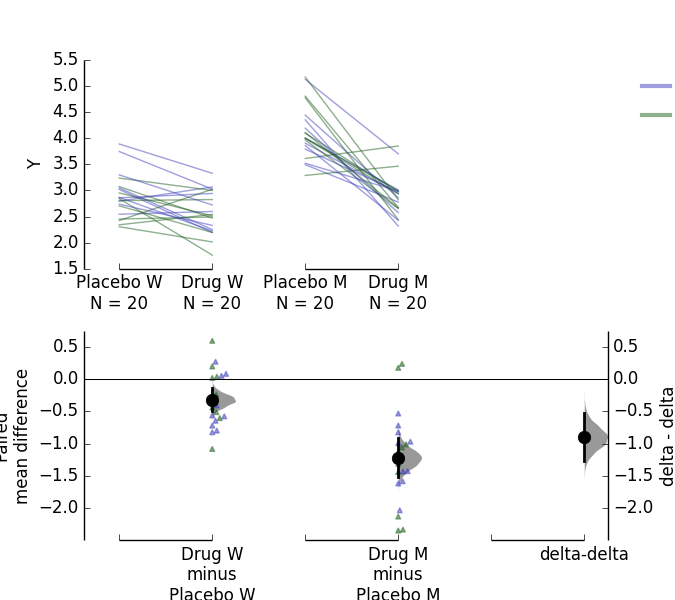 5.5
5.0
4.5
4.0
3.5
3.0
2.5
2.0
1.5
Y
Placebo W
N = 20
Drug W
N = 20
Placebo M
N = 20
Drug M
N = 20
0.5
0.0
−0.5
−1.0
−1.5
−2.0
Paired
mean difference
0.5
0.0
−0.5
−1.0
−1.5
−2.0
delta - delta
Drug W
minus
Placebo W
Drug M
minus
Placebo M
delta-delta